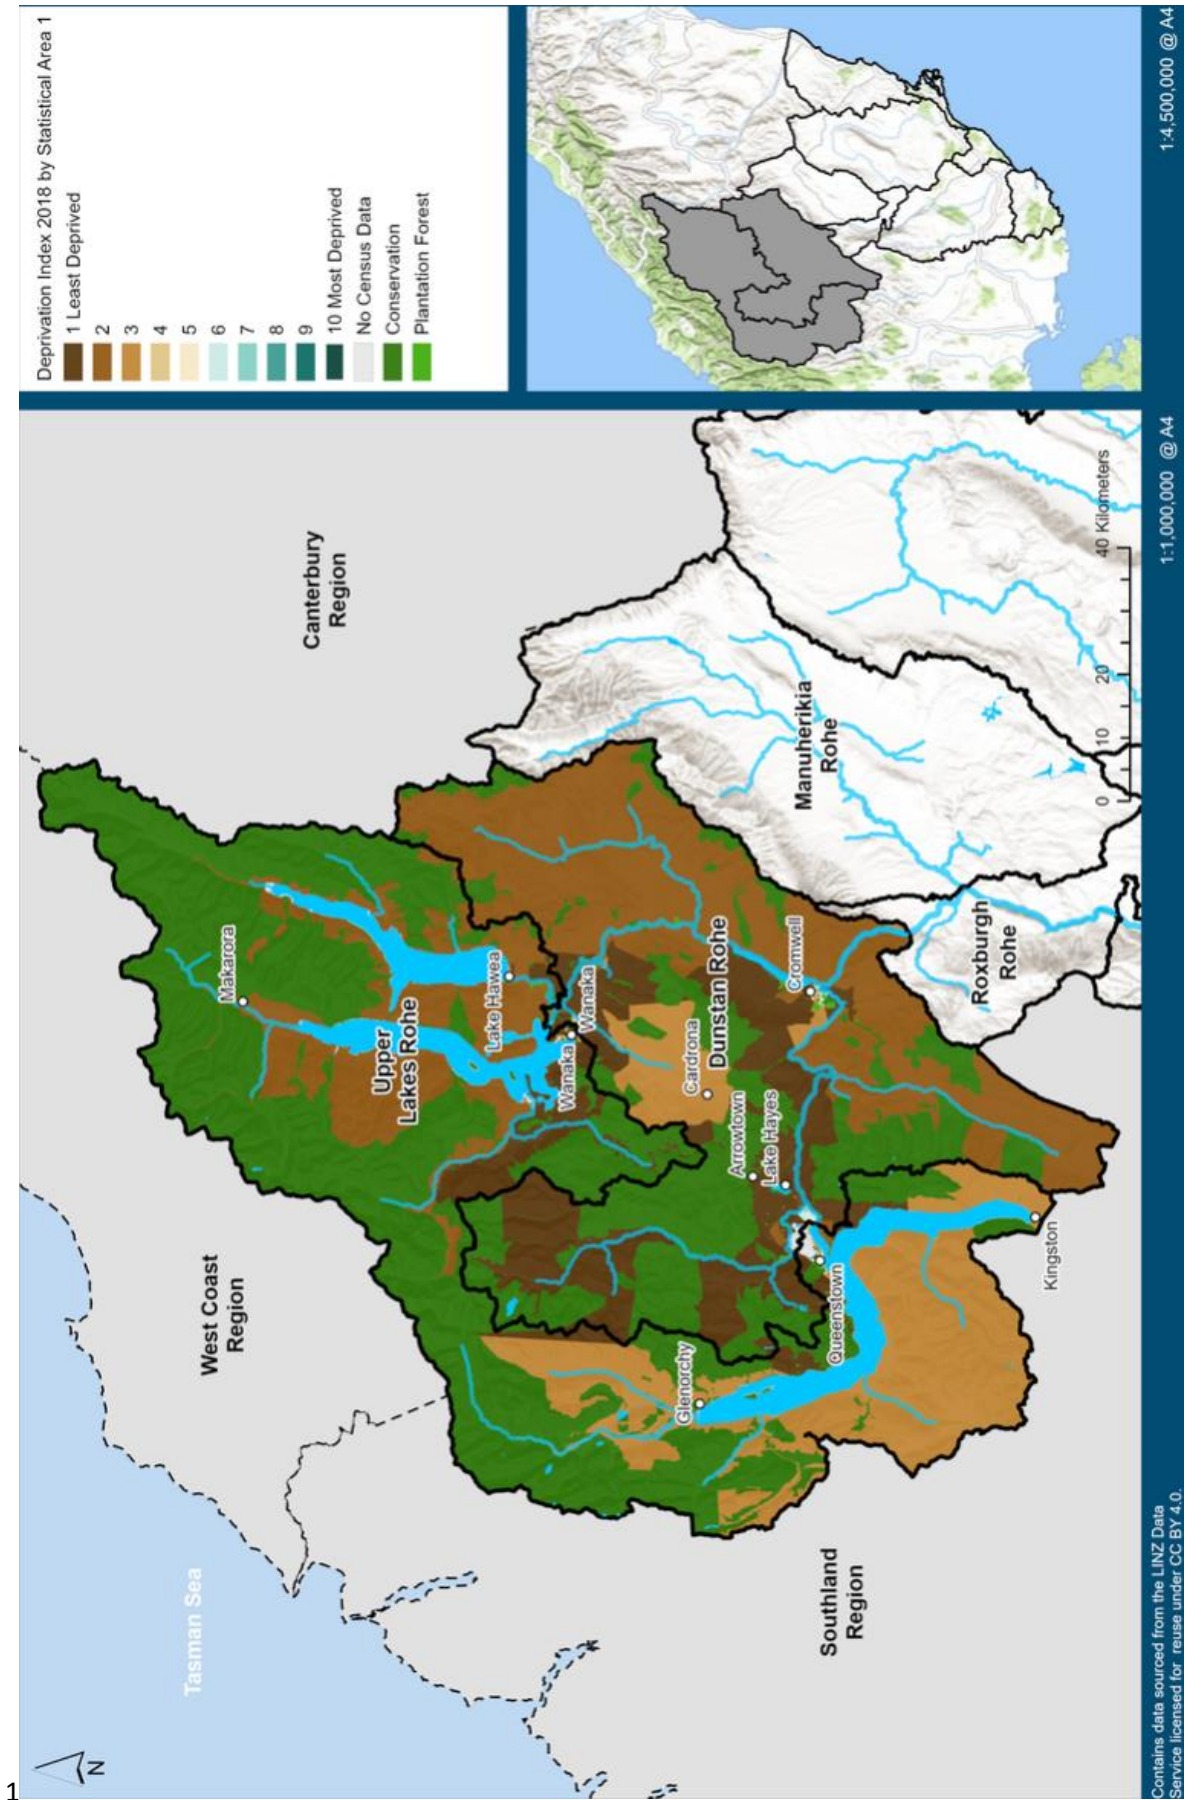 Deprivation Index 2018 by Statistical Area 1
1 Least Deprived
2
3
4
5
6
7
8
9
10 Most Deprived
No Census Data
Conservation
Plantation Forest
N
Tasman Sea
West Coast
Region
Canterbury
Region
Southland
Region
Makarora
Upper
Lakes Rohe
Lake Hawea
Wanaka
Wanaka
Cardrona
Dunstan Rohe
Cromwell
Arrowtown
Lake Hayes
Glenorchy
Queenstown
Kingston
Manuherikia
Rohe
Roxburgh
Rohe
0 10 20 40 Kilometers
Contains data sourced from the LINZ Data
Service licensed for reuse under CC BY 4.0.
1:1,000,000 @ A4
1:4,500,000 @ A4
1